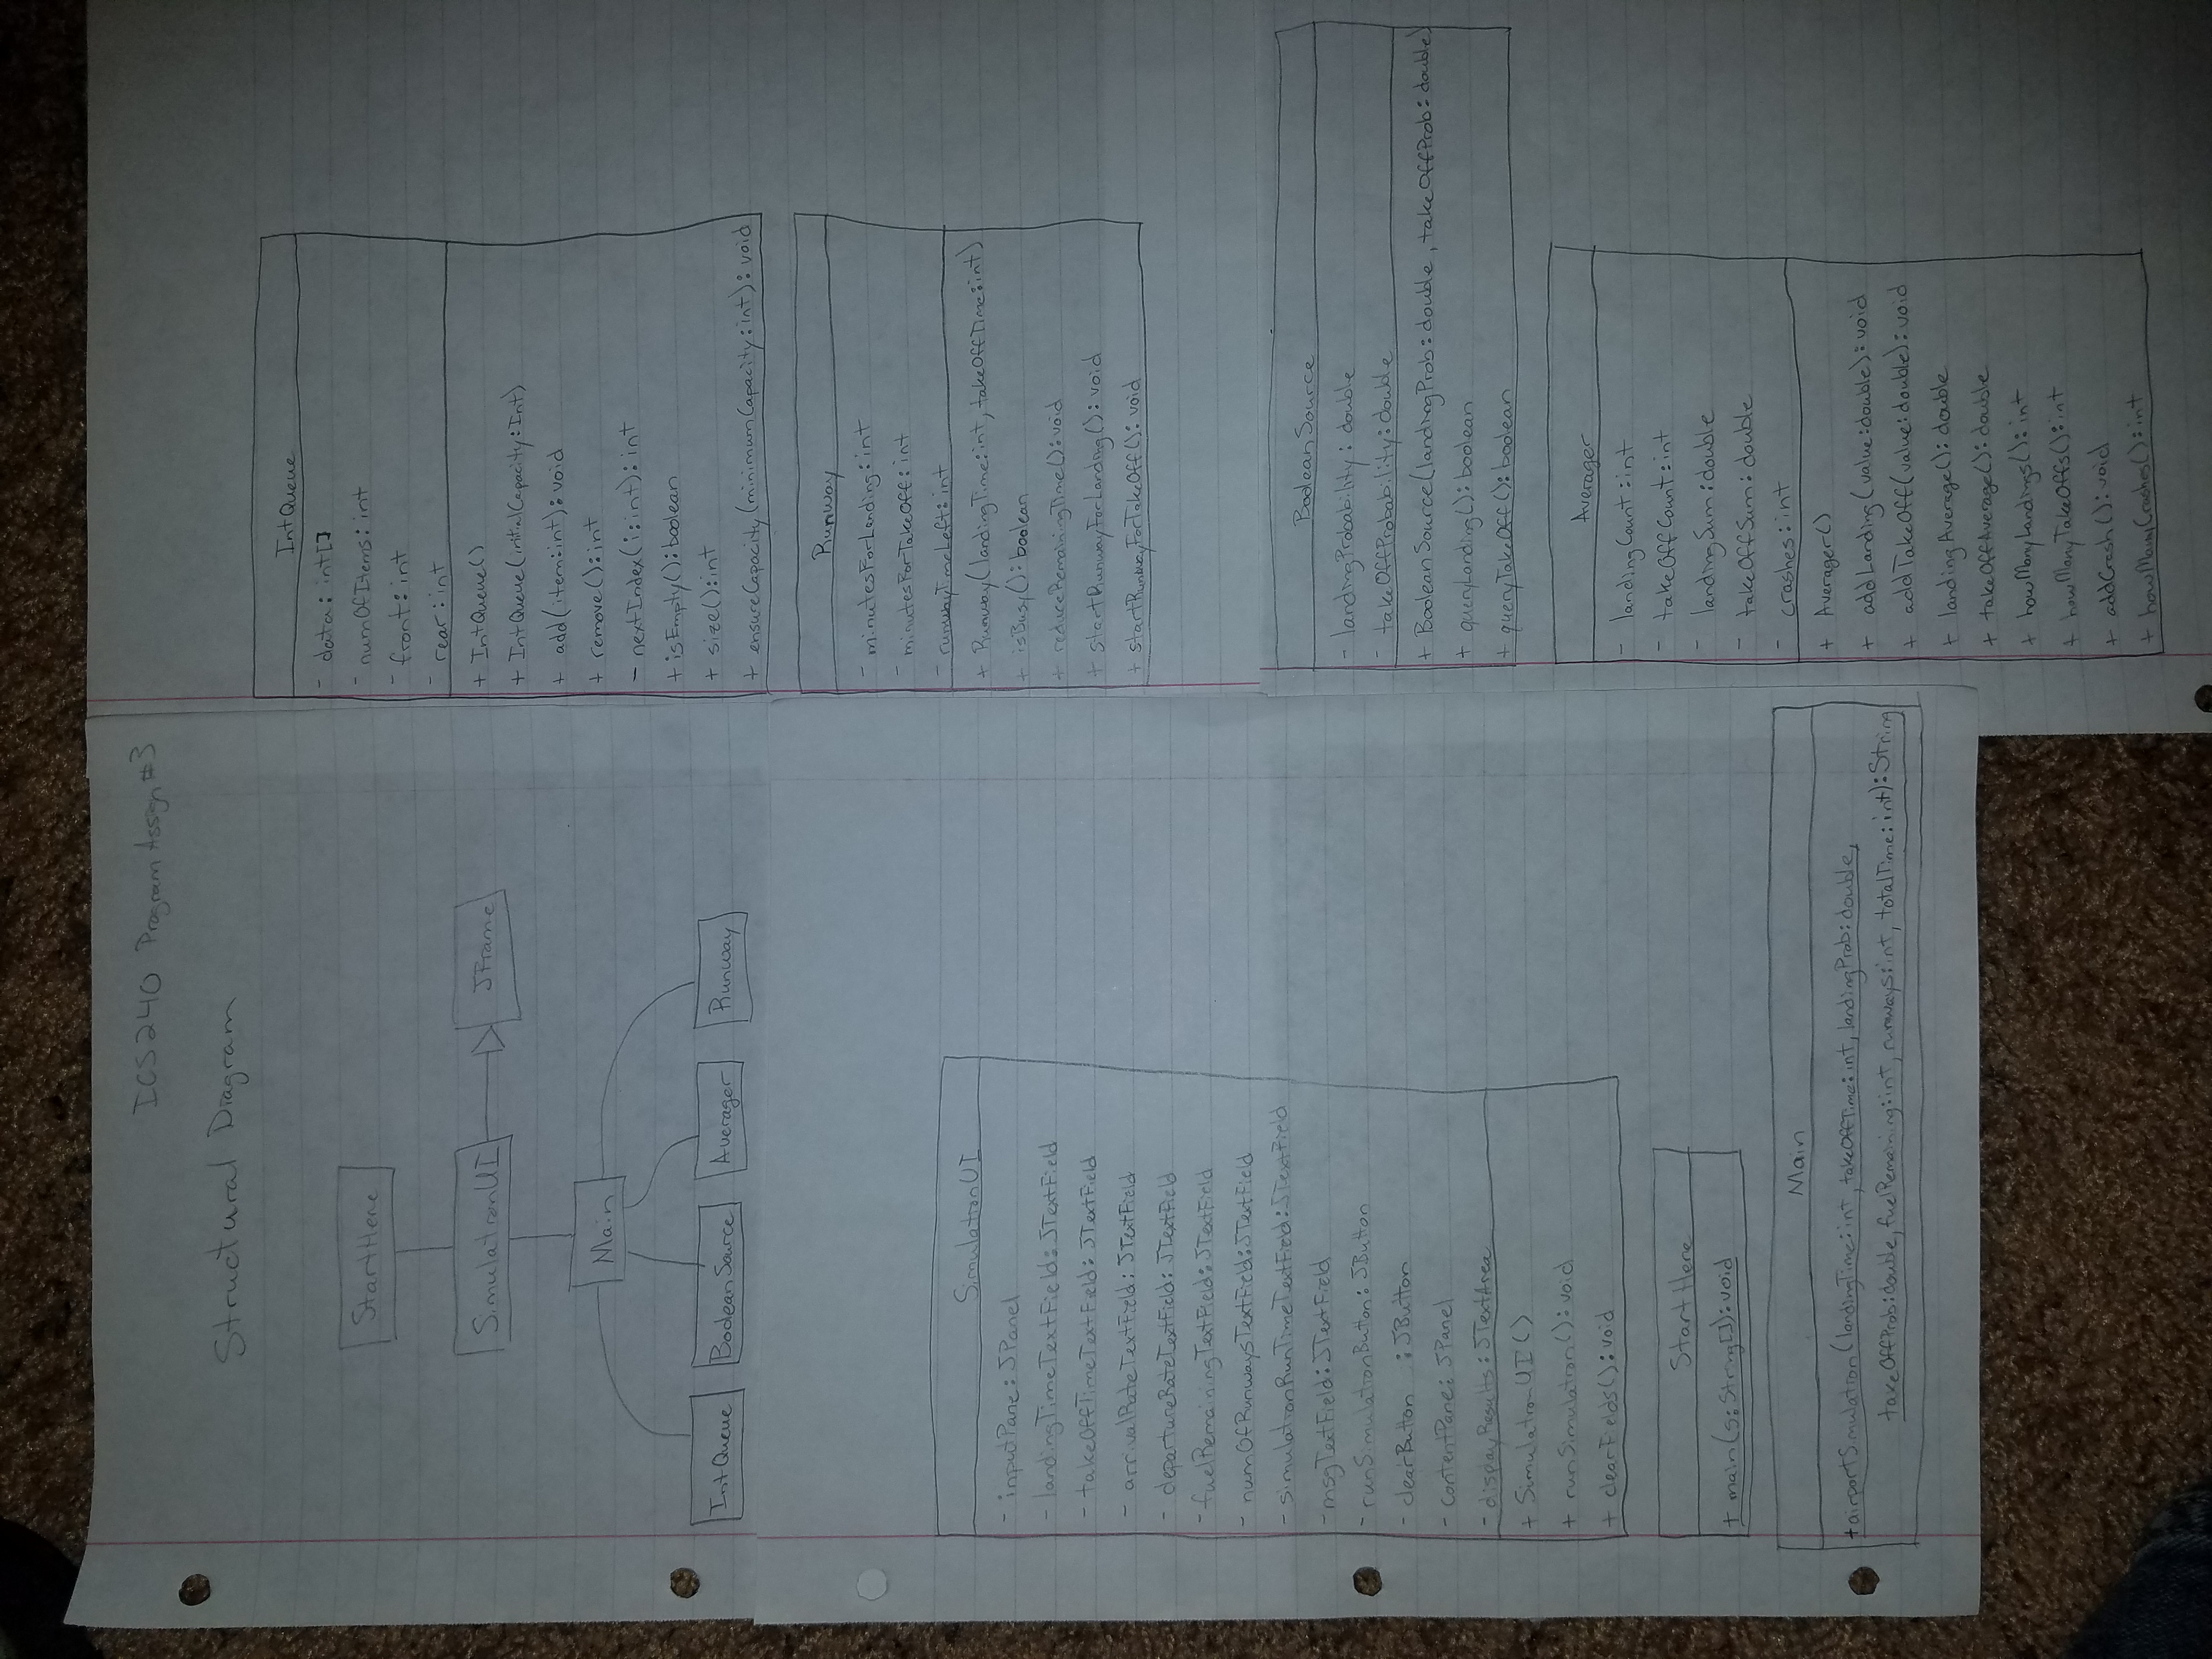 ICS 240 Program Assign #3
Structural Diagram
StartHere
SimulationUI
JFrame
Main
IntQueue
BooleanSource
Averager
Runway
SimulationUI
- inputPane: JPanel
- landingTimeTextField: JTextField
- takeOffTimeTextField: JTextField
- arrivalRateTextField: JTextField
- departureRateTextField: JTextField
- fuelRemainingTextField: JTextField
- numOfRunwaysTextField: JTextField
- simulationRunTimeTextField: JTextField
- msgTextField: JTextField
- runSimulationButton: JButton
- clearButton : JButton
- contentPane: JPanel
- displayResults: JTextArea
+ SimulationUI()
+ runSimulation(): void
+ clearFields(): void
StartHere
+ main(s: String[]): void
Main
+ airportSimulation(landingTime: int, takeOffTime: int, landingProb: double,
takeOffProb: double, fuelRemaining: int, runways: int, totalTime: int): String
IntQueue
- data: int[]
- numOfItems: int
- front: int
- rear: int
+ IntQueue()
+ IntQueue(initialCapacity: Int)
+ add(item: int): void
+ remove(): int
- nextIndex(i: int): int
+ isEmpty(): boolean
+ size(): int
+ ensureCapacity(minimumCapacity: int): void
Runway
- minutesForLanding: int
- minutesForTakeOff: int
- runwayTimeLeft: int
+ Runway(landingTime: int, takeOffTime: int)
+ isBusy(): boolean
+ reduceRemainingTime(): void
+ startRunwayForLanding(): void
+ startRunwayForTakeOff(): void
BooleanSource
- landingProbability: double
- takeOffProbability: double
+ BooleanSource(landingProb: double, takeOffProb: double)
+ queryLanding(): boolean
+ queryTakeOff(): boolean
Averager
- landingCount: int
- takeOffCount: int
- landingSum: double
- takeOffSum: double
- crashes: int
+ Averager()
+ addLanding(value: double): void
+ addTakeOff(value: double): void
+ landingAverage(): double
+ takeOffAverage(): double
+ howManyLandings(): int
+ howManyTakeOffs(): int
+ addCrash(): void
+ howManyCrashes(): int